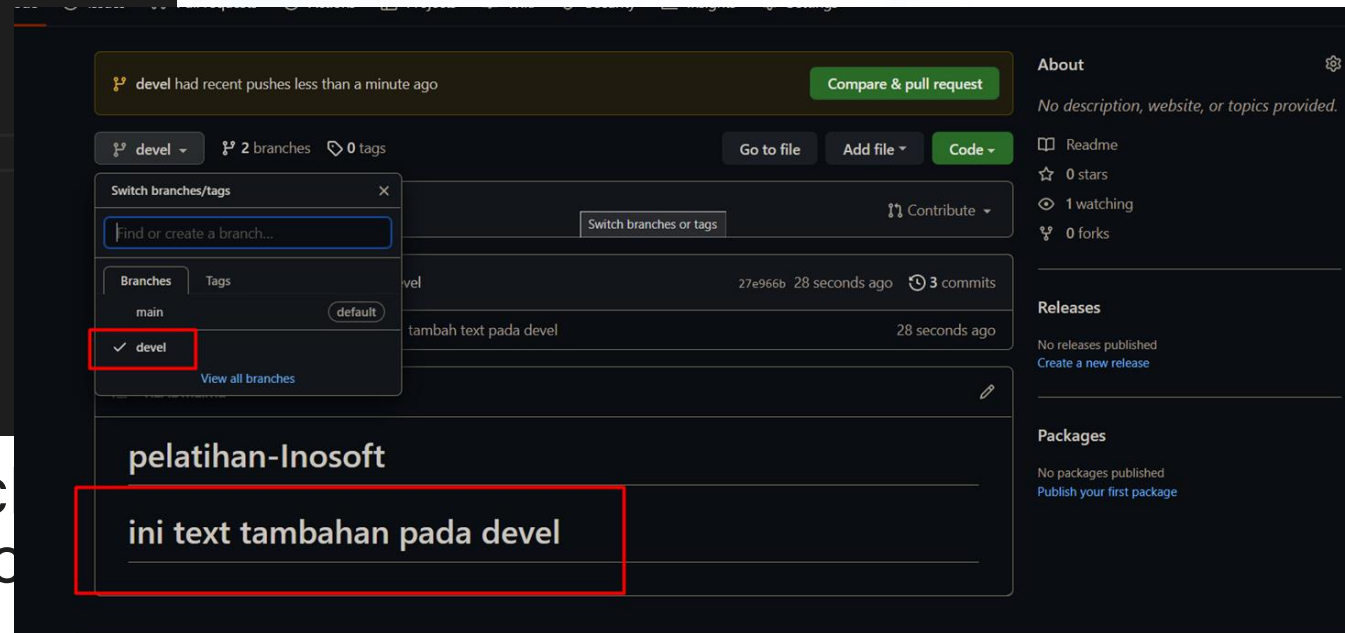 devel had recent pushes less than a minute ago
Compare & pull request
devel
2 branches
0 tags
Go to file
Add file
Code
Switch branches/tags
Find or create a branch...
Switch branches or tags
Contribute
Branches
Tags
vel
27e966b 28 seconds ago
3 commits
main
default
tambah text pada devel
28 seconds ago
devel
View all branches
pelatihan-Inosoft
ini text tambahan pada devel
About
No description, website, or topics provided.
Readme
0 stars
1 watching
0 forks
Releases
No releases published
Create a new release
Packages
No packages published
Publish your first package